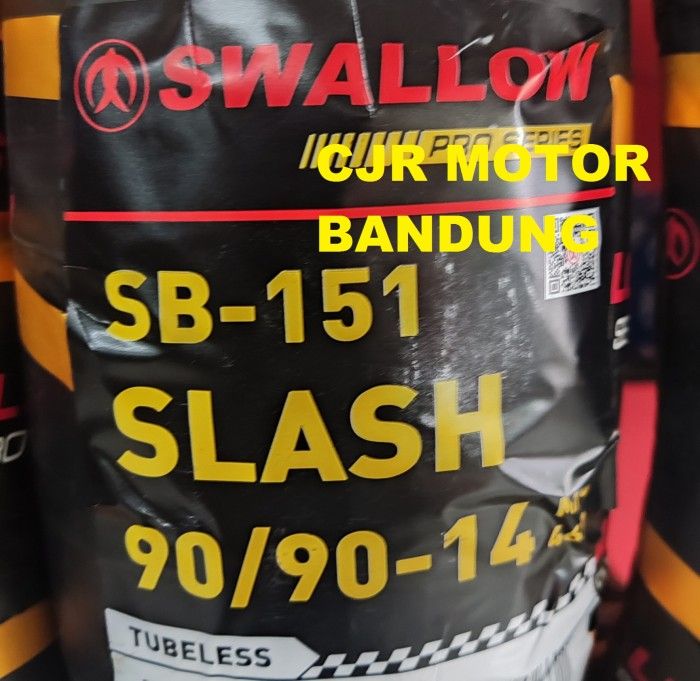 SWALLOW
PRO SERIES
CJR MOTOR
BANDUNG
SB-151
SLASH
90/90-14
TUBELESS